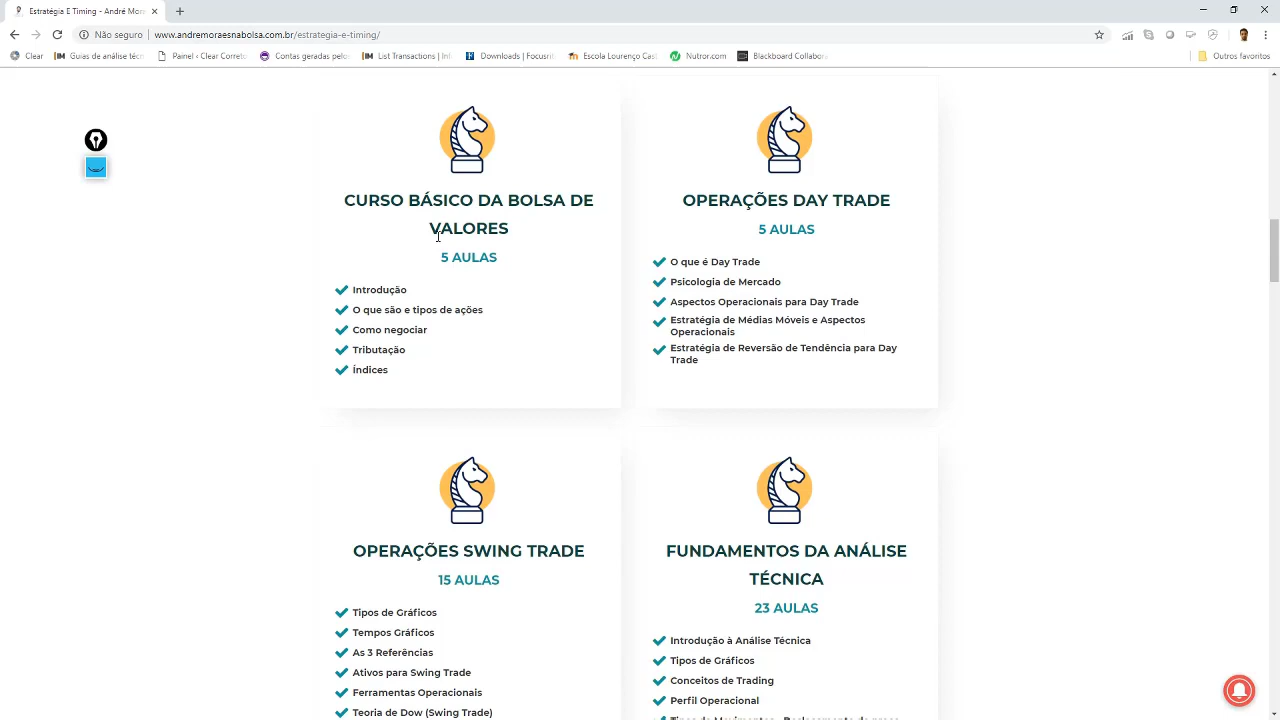 Estratégia E Timing - André Mor
Não seguro
www.andremoraesnabolsa.com.br/estrategia-e-timing/
Clear
Guias de análise técn
Painel - Clear Corretor
Contas geradas pelo
List Transactions | Int
Downloads | Focusrit
Escola Lourenço Cas
Nutror.com
Blackboard Collabor
Outros favoritos
CURSO BÁSICO DA BOLSA DE
VALORES
5 AULAS
Introdução
O que são e tipos de ações
Como negociar
Tributação
Índices
OPERAÇÕES DAY TRADE
5 AULAS
O que é Day Trade
Psicologia de Mercado
Aspectos Operacionais para Day Trade
Estratégia de Médias Móveis e Aspectos
Operacionais
Estratégia de Reversão de Tendência para Day
Trade
OPERAÇÕES SWING TRADE
15 AULAS
Tipos de Gráficos
Tempos Gráficos
As 3 Referências
Ativos para Swing Trade
Ferramentas Operacionais
Teoria de Dow (Swing Trade)
FUNDAMENTOS DA ANÁLISE
TÉCNICA
23 AULAS
Introdução à Análise Técnica
Tipos de Gráficos
Conceitos de Trading
Perfil Operacional